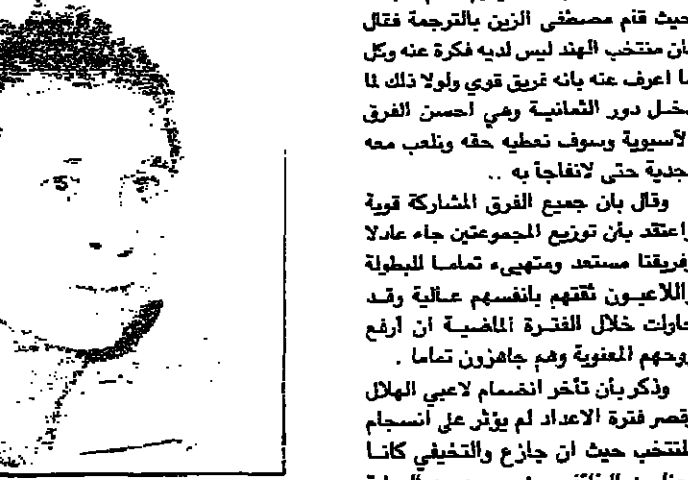 حيث قام مصطفى الزين بالترجمة فقال
بان منتخب الهند ليس لديه فكرة عنه وكل
ما اعرف عنه بانه فريق قوي ولولا ذلك لما
دخل دور الثمانية وهي احسن الفرق
الآسيوية وسوف نعطيه حقه ونلعب معه
بجدية حتى لانفاجأ به ..
وقال بان جميع الفرق المشاركة قوية
واعتقد بأن توزيع المجموعتين جاء عادلا
وفريقنا مستعد ومتهيىء تماما للبطولة
واللاعبون ثقتهم بانفسهم عالية وقد
حاولت خلال الفترة الماضية ان أرفع
روحهم المعنوية وهم جاهزون تماما .
وذكر بأن تأخر انضمام لاعبي الهلال
وقصر فترة الاعداد لم يؤثر على انسجام
المنتخب حيث ان جازع والتخيفي كانا